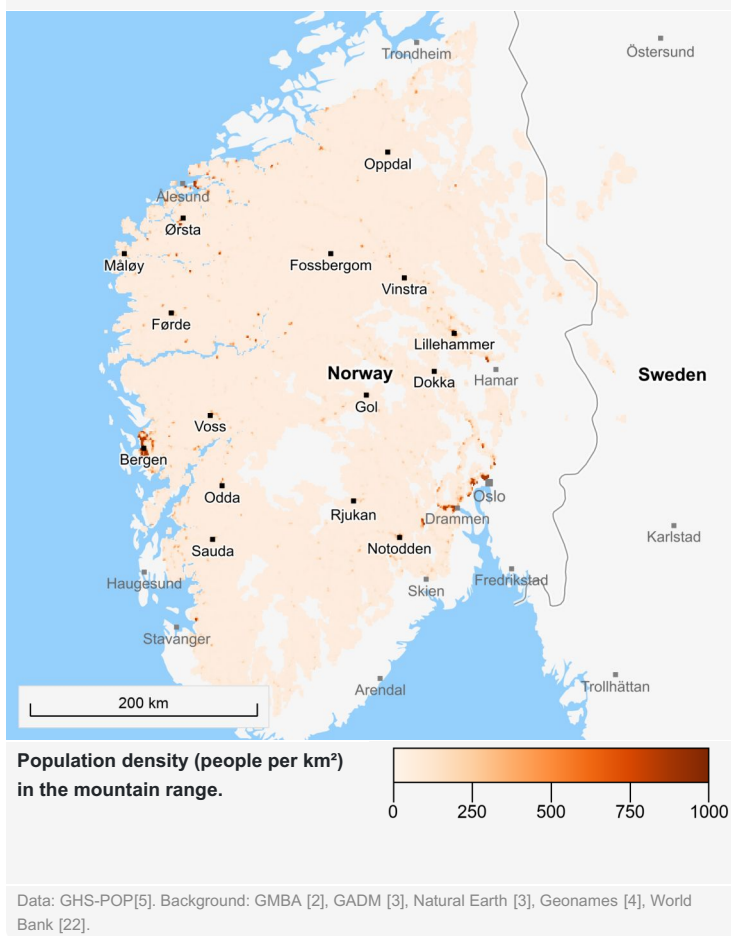 Trondheim
Östersund
Oppdal
Ålesund
Ørsta
Måløy
Fossbergom
Vinstra
Førde
Lillehammer
Norway
Dokka
Hamar
Sweden
Gol
Voss
Bergen
Odda
Oslo
Rjukan
Drammen
Karlstad
Sauda
Notodden
Haugesund
Skien
Fredrikstad
Stavanger
Arendal
Trollhättan
200 km
Population density (people per km²)
in the mountain range.
0 250 500 750 1000
Data: GHS-POP[5]. Background: GMBA [2], GADM [3], Natural Earth [3], Geonames [4], World
Bank [22].